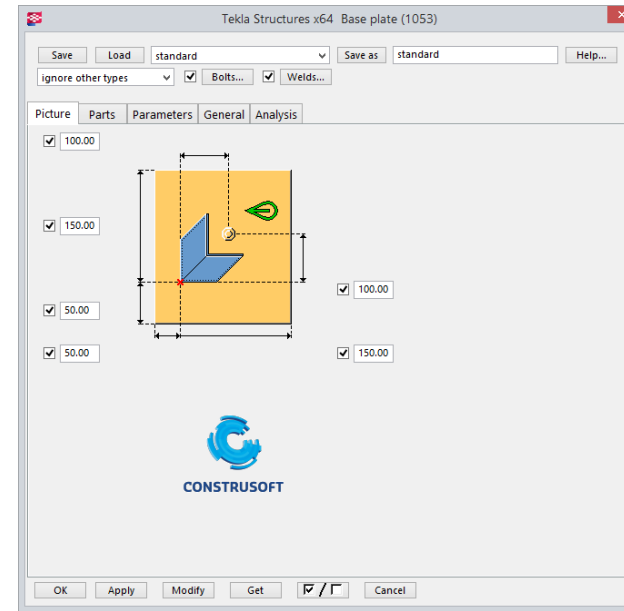 Tekla Structures x64 Base plate (1053)
Save Load standard Save as standard Help...
ignore other types Bolts... Welds...
Picture Parts Parameters General Analysis
100.00
150.00
100.00
50.00
50.00 150.00
CONSTRUSOFT
OK Apply Modify Get / Cancel